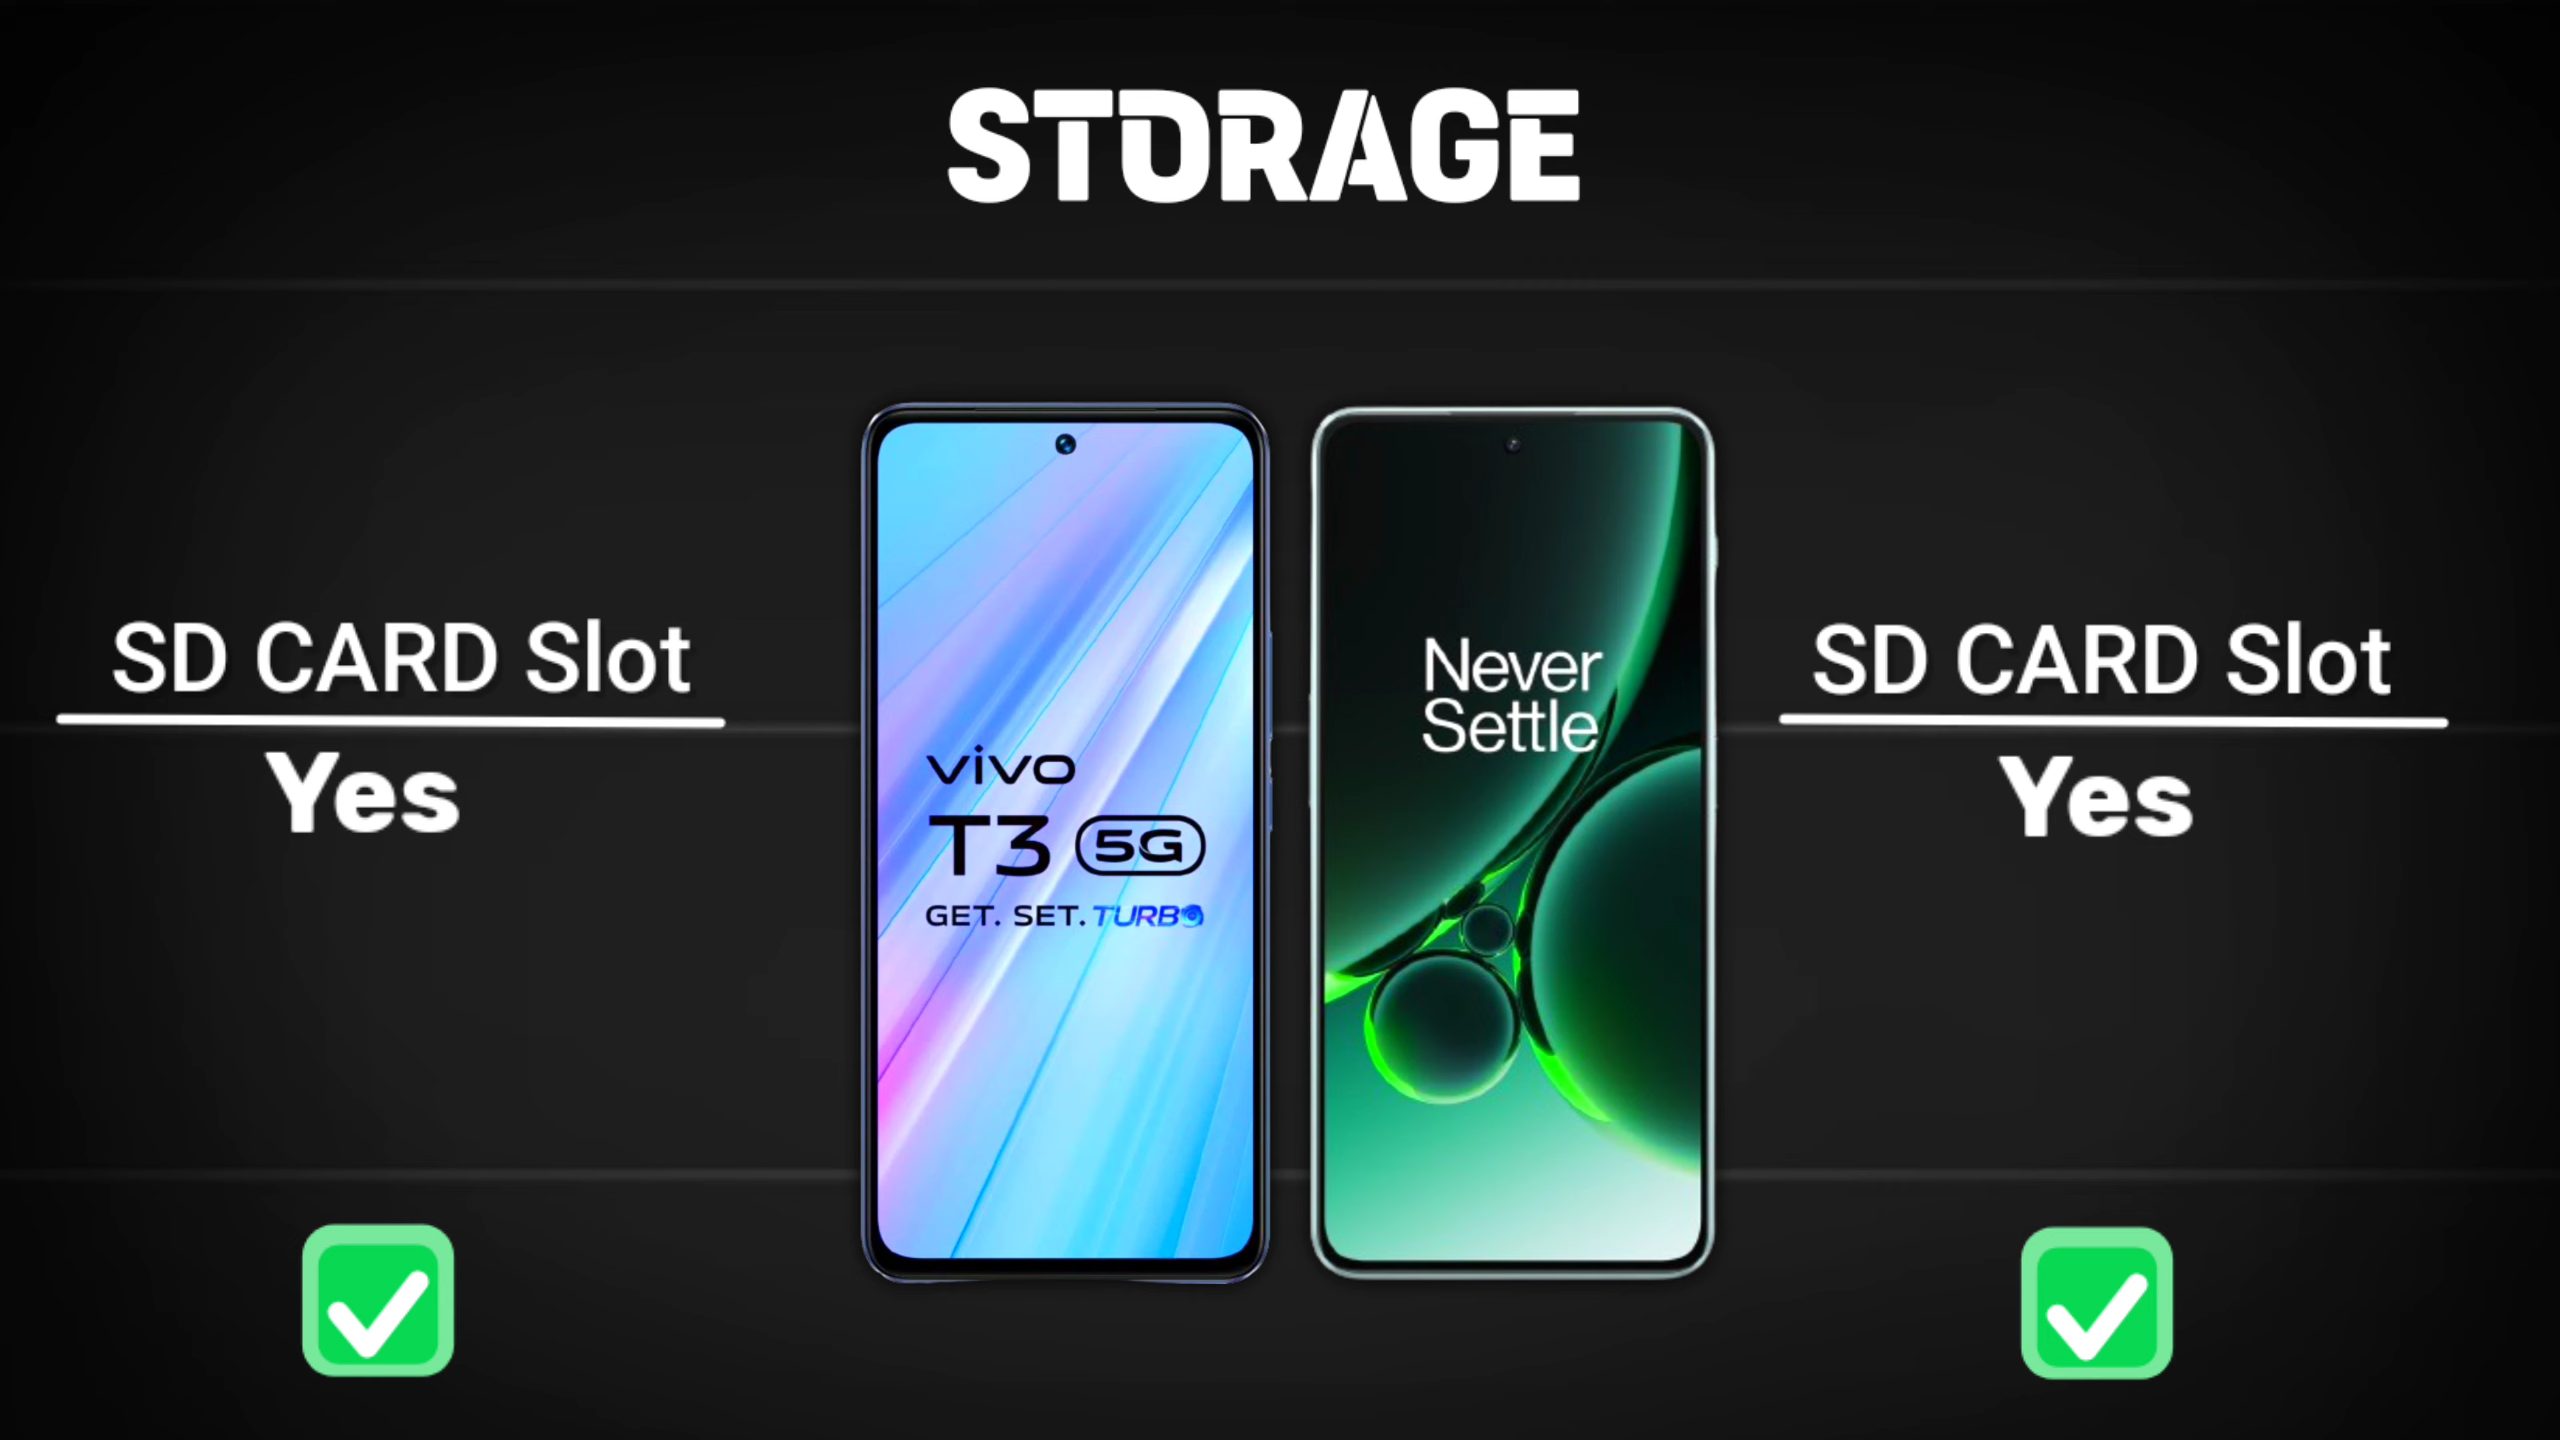 STORAGE
SD CARD Slot
Yes
vivo
T3 5G
GET. SET. TURBO
Never
Settle
SD CARD Slot
Yes